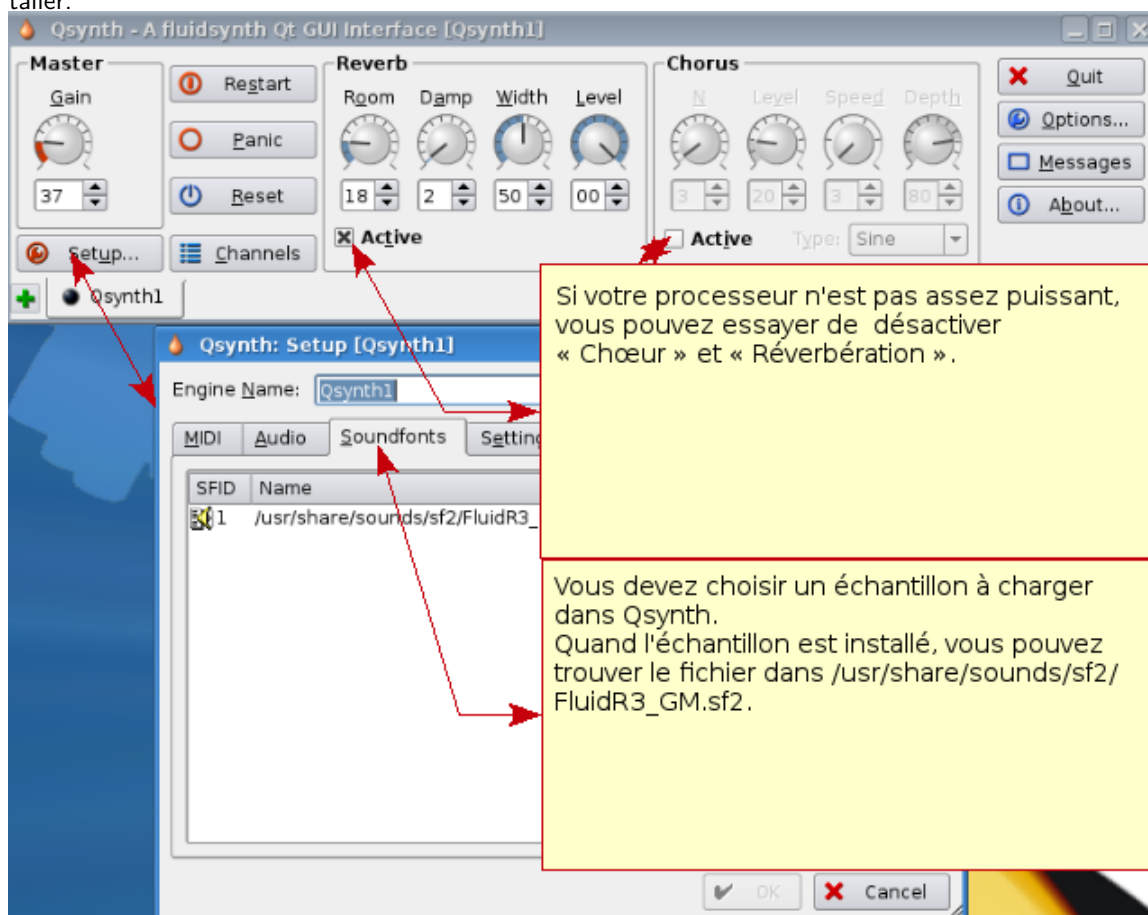 taller.
Qsynth - A fluidsynth Qt GUI Interface [Qsynth1]
Master
Gain
37
Setup...
Restart
Panic
Reset
Channels
Reverb
Room Damp Width Level
18 2 50 00
Active
Chorus
N Level Speed Depth
3 20 3 80
Active Type: Sine
Quit
Options...
Messages
About...
Qsynth1
Si votre processeur n'est pas assez puissant,
vous pouvez essayer de désactiver
« Chœur » et « Réverbération ».
Qsynth: Setup [Qsynth1]
Engine Name: Qsynth1
MIDI Audio Soundfonts Setting
SFID Name
1 /usr/share/sounds/sf2/FluidR3_
Vous devez choisir un échantillon à charger
dans Qsynth.
Quand l'échantillon est installé, vous pouvez
trouver le fichier dans /usr/share/sounds/sf2/
FluidR3_GM.sf2.
OK Cancel